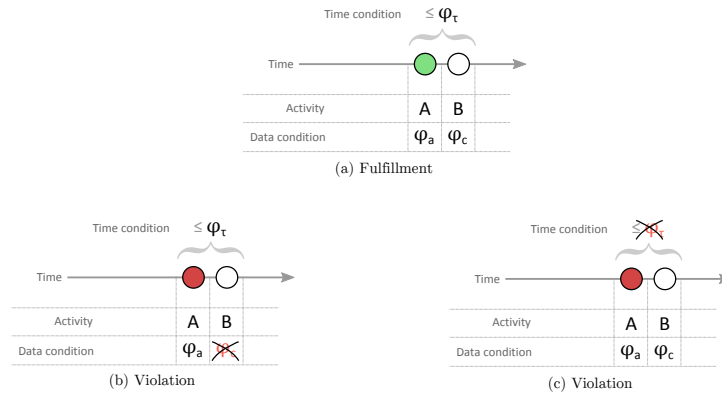 Time condition ≤ φτ
Time
Activity A B
Data condition φa φc
(a) Fulfillment
Time condition ≤ φτ
Time
Activity A B
Data condition φa φc
(b) Violation
Time condition ≤ φτ
Time
Activity A B
Data condition φa φc
(c) Violation